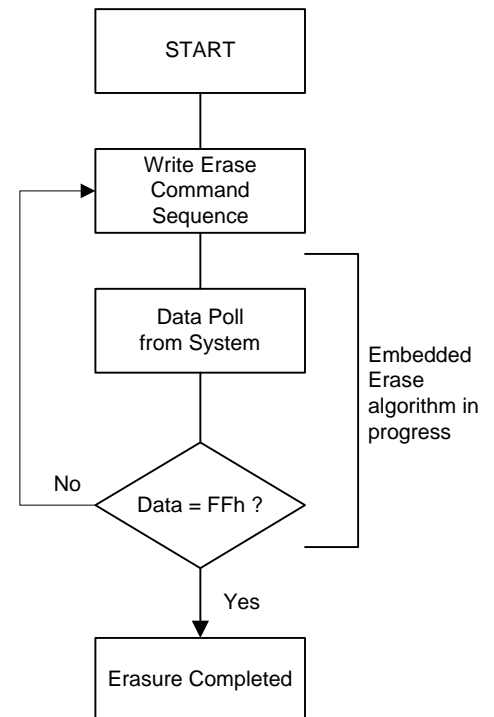 START
Write Erase
Command
Sequence
Data Poll
from System
Embedded
Erase
algorithm in
progress
No
Data = FFh ?
Yes
Erasure Completed